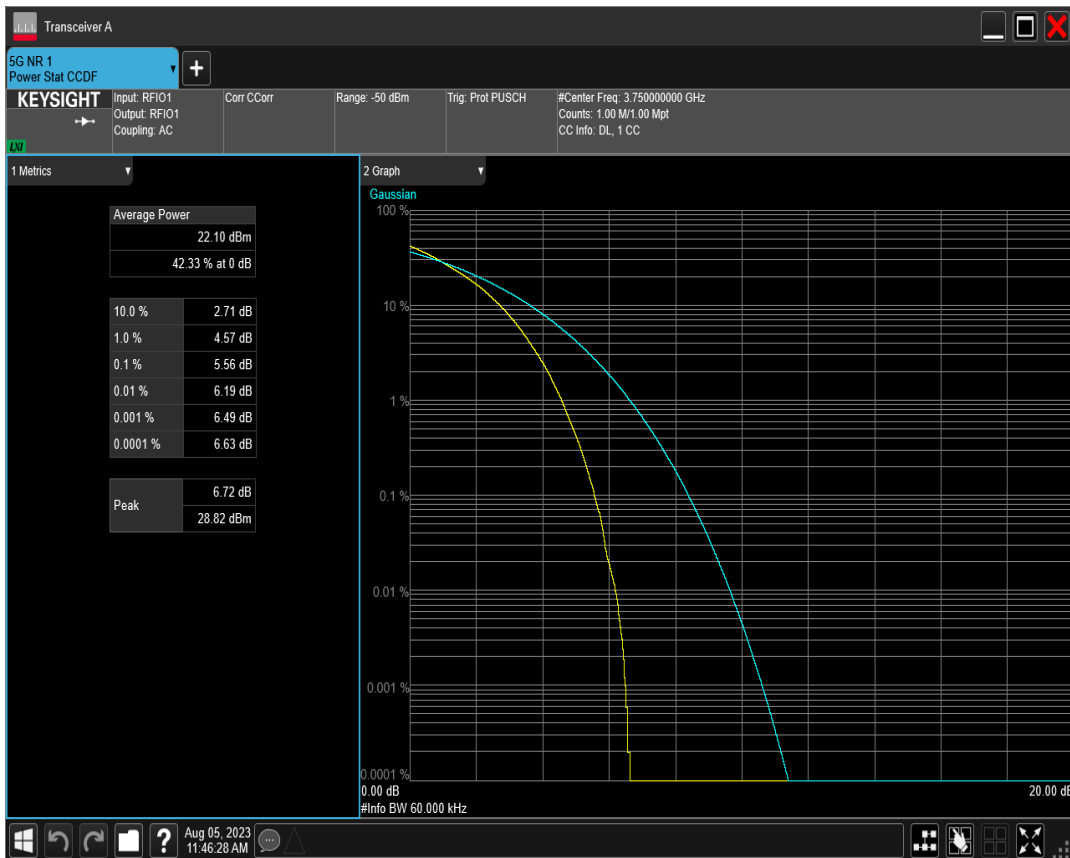 Transceiver A
5G NR 1
Power Stat CCDF
KEYSIGHT
LXI
Input: RFIO1
Output: RFIO1
Coupling: AC
Corr CCorr
Range: -50 dBm
Trig: Prot PUSCH
#Center Freq: 3.750000000 GHz
Counts: 1.00 M/1.00 Mpt
CC Info: DL, 1 CC
1 Metrics
Average Power
22.10 dBm
42.33 % at 0 dB
10.0 % 2.71 dB
1.0 % 4.57 dB
0.1 % 5.56 dB
0.01 % 6.19 dB
0.001 % 6.49 dB
0.0001 % 6.63 dB
Peak 6.72 dB
28.82 dBm
2 Graph
Gaussian
100 %
10 %
1 %
0.1 %
0.01 %
0.001 %
0.0001 %
0.00 dB 20.00 dB
#Info BW 60.000 kHz
? Aug 05, 2023
11:46:28 AM